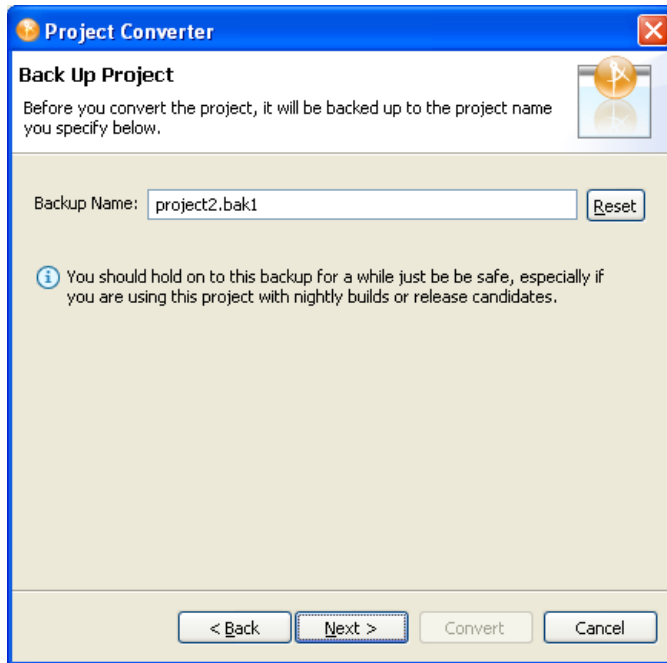 Project Converter
Back Up Project
Before you convert the project, it will be backed up to the project name
you specify below.
Backup Name: project2.bak1 Reset
You should hold on to this backup for a while just be be safe, especially if
you are using this project with nightly builds or release candidates.
< Back Next > Convert Cancel